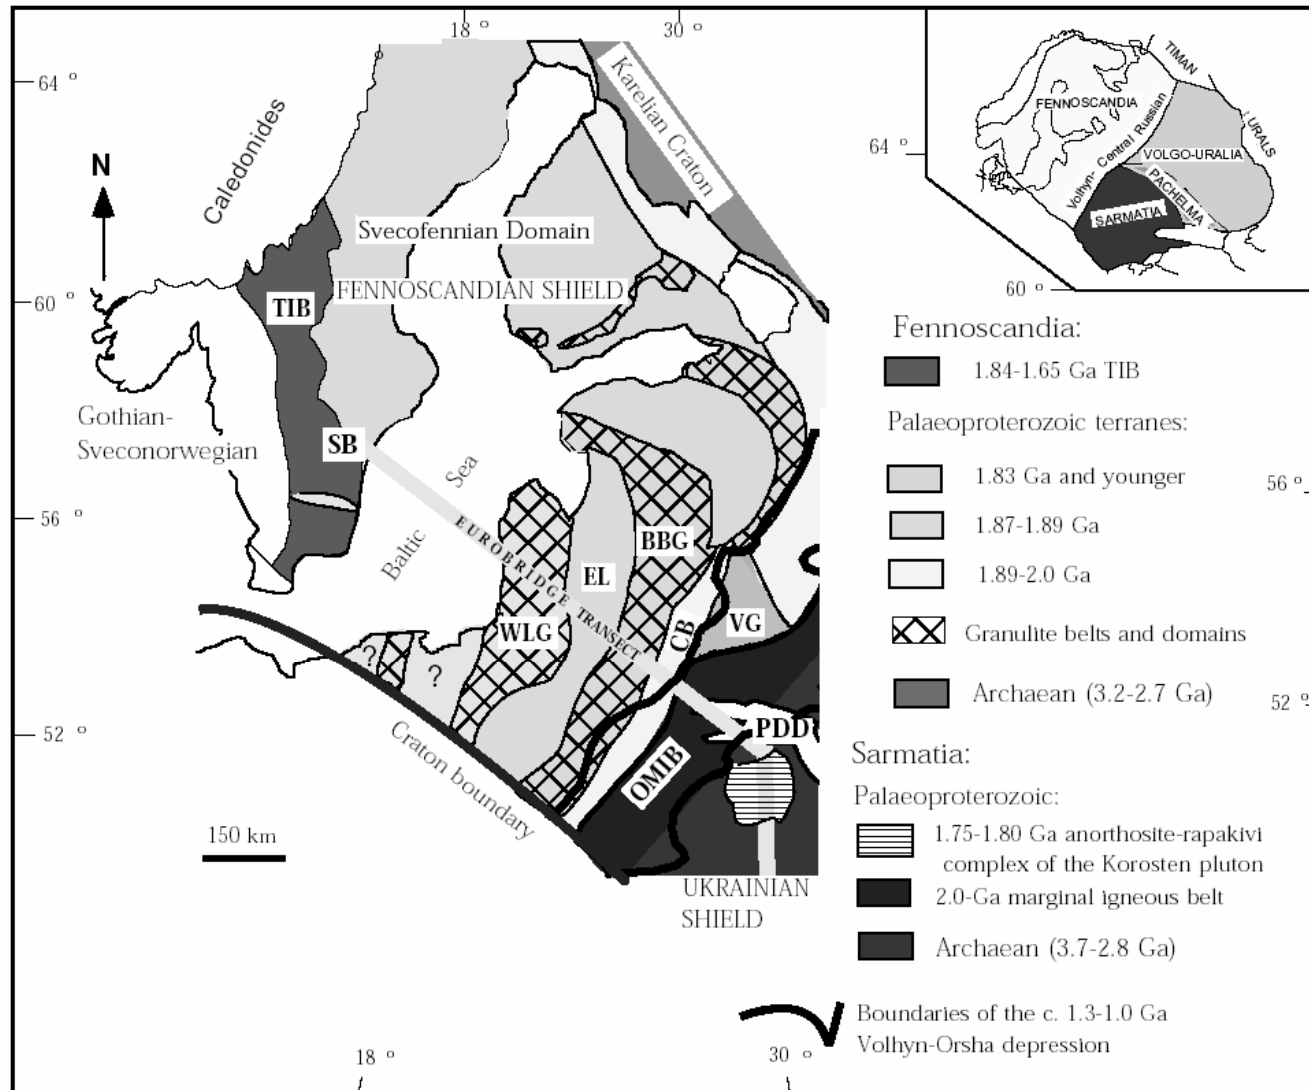 18 °
30 °
64 °
60 °
56 °
52 °
N
Caledonides
Karelian Craton
Svecofennian Domain
FENNOSCANDIAN SHIELD
TIB
Gothian-
Sveconorwegian
SB
Baltic
Sea
EUROBRIDGE TRANSECT
BBG
EL
WLG
CB
VG
?
?
PDD
OMIB
Craton boundary
150 km
UKRAINIAN
SHIELD
18 °
30 °
TIMAN
FENNOSCANDIA
URALS
Volhyn- Central Russian
VOLGO-URALIA
PACHELMA
SARMATIA
64 °
60 °
56 °
52 °
Fennoscandia:
1.84-1.65 Ga TIB
Palaeoproterozoic terranes:
1.83 Ga and younger
1.87-1.89 Ga
1.89-2.0 Ga
Granulite belts and domains
Archaean (3.2-2.7 Ga)
Sarmatia:
Palaeoproterozoic:
1.75-1.80 Ga anorthosite-rapakivi
complex of the Korosten pluton
2.0-Ga marginal igneous belt
Archaean (3.7-2.8 Ga)
Boundaries of the c. 1.3-1.0 Ga
Volhyn-Orsha depression